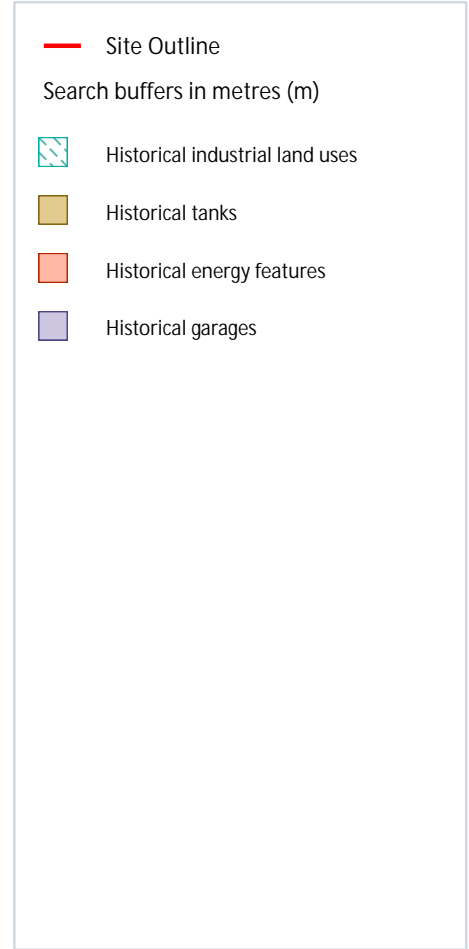 Site Outline
Search buffers in metres (m)
Historical industrial land uses
Historical tanks
Historical energy features
Historical garages